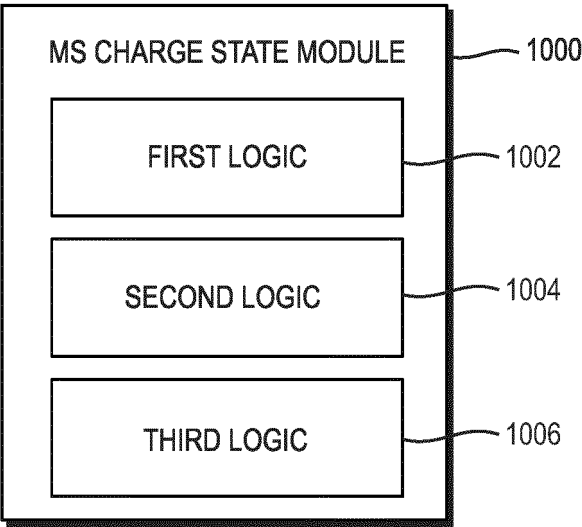 MS CHARGE STATE MODULE
1000
FIRST LOGIC
1002
SECOND LOGIC
1004
THIRD LOGIC
1006